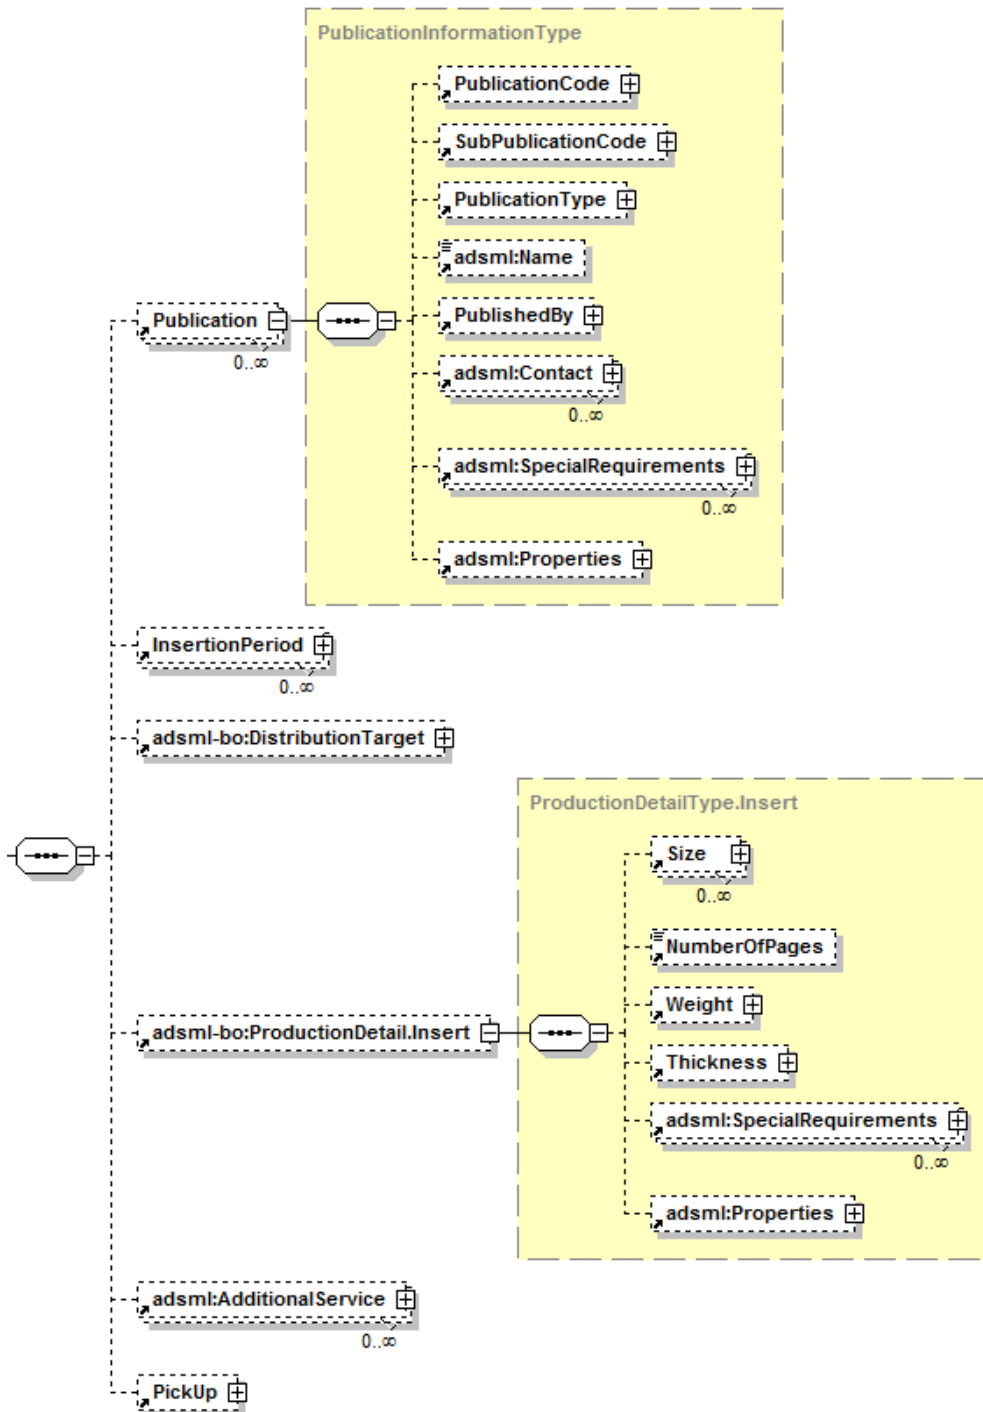 PublicationInformationType
PublicationCode
SubPublicationCode
PublicationType
adsml:Name
Publication
0..∞
PublishedBy
adsml:Contact
0..∞
adsml:SpecialRequirements
0..∞
adsml:Properties
InsertionPeriod
0..∞
adsml-bo:DistributionTarget
ProductionDetailType.Insert
Size
0..∞
NumberOfPages
adsml-bo:ProductionDetail.Insert
Weight
Thickness
adsml:SpecialRequirements
0..∞
adsml:Properties
adsml:AdditionalService
0..∞
PickUp